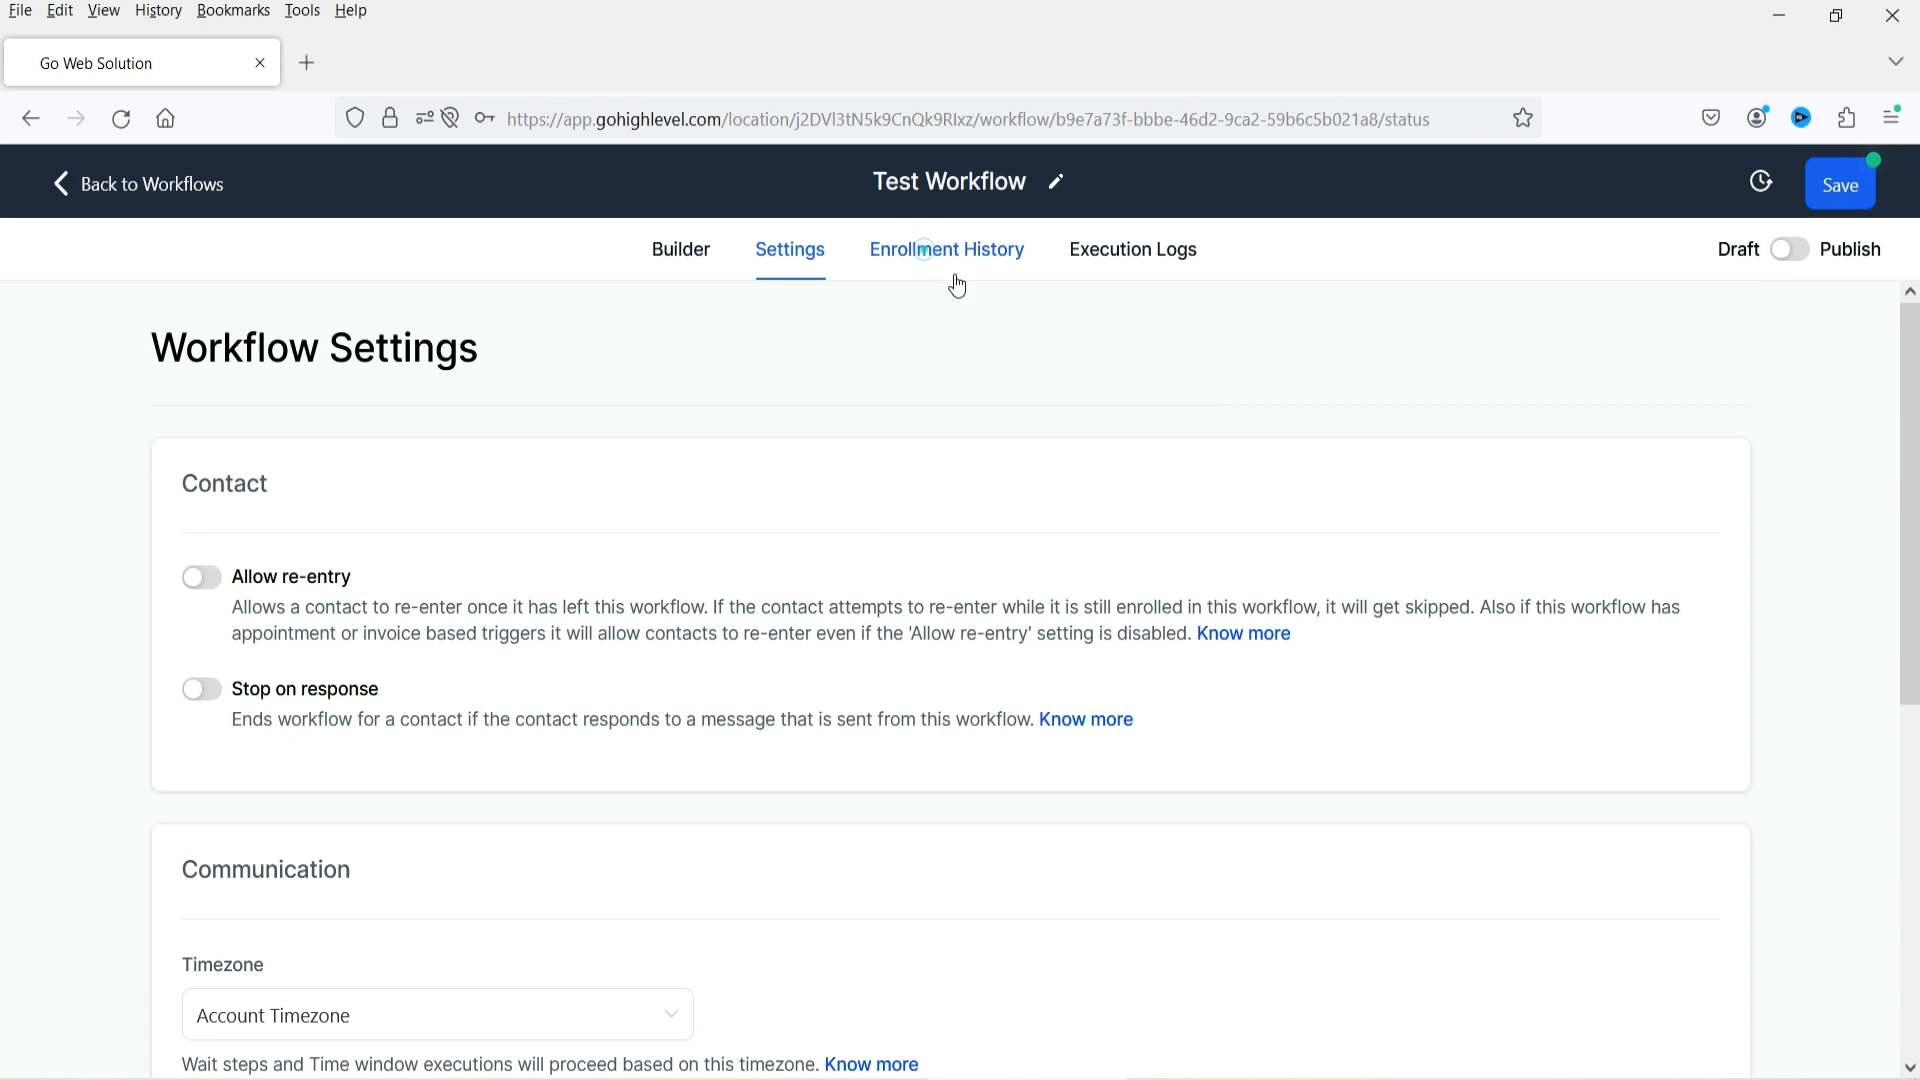 File Edit View History Bookmarks Tools Help
Go Web Solution
https://app.gohighlevel.com/location/j2DVl3tN5k9CnQk9RIxz/workflow/b9e7a73f-bbbe-46d2-9ca2-59b6c5b021a8/status
Back to Workflows
Test Workflow
Save
Builder Settings Enrollment History Execution Logs
Draft Publish
Workflow Settings
Contact
Allow re-entry
Allows a contact to re-enter once it has left this workflow. If the contact attempts to re-enter while it is still enrolled in this workflow, it will get skipped. Also if this workflow has
appointment or invoice based triggers it will allow contacts to re-enter even if the 'Allow re-entry' setting is disabled. Know more
Stop on response
Ends workflow for a contact if the contact responds to a message that is sent from this workflow. Know more
Communication
Timezone
Account Timezone
Wait steps and Time window executions will proceed based on this timezone. Know more